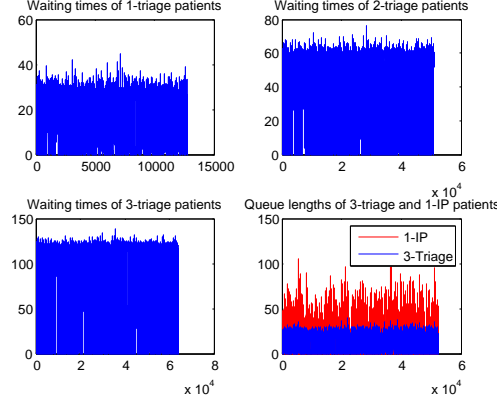 Waiting times of 1-triage patients
60
40
20
0
0 5000 10000 15000
Waiting times of 2-triage patients
80
60
40
20
0
0 2 4 6
x 10^4
Waiting times of 3-triage patients
150
100
50
0
0 2 4 6 8
x 10^4
Queue lengths of 3-triage and 1-IP patients
150
100
50
0
0 2 4 6 8
x 10^4
1-IP
3-Triage